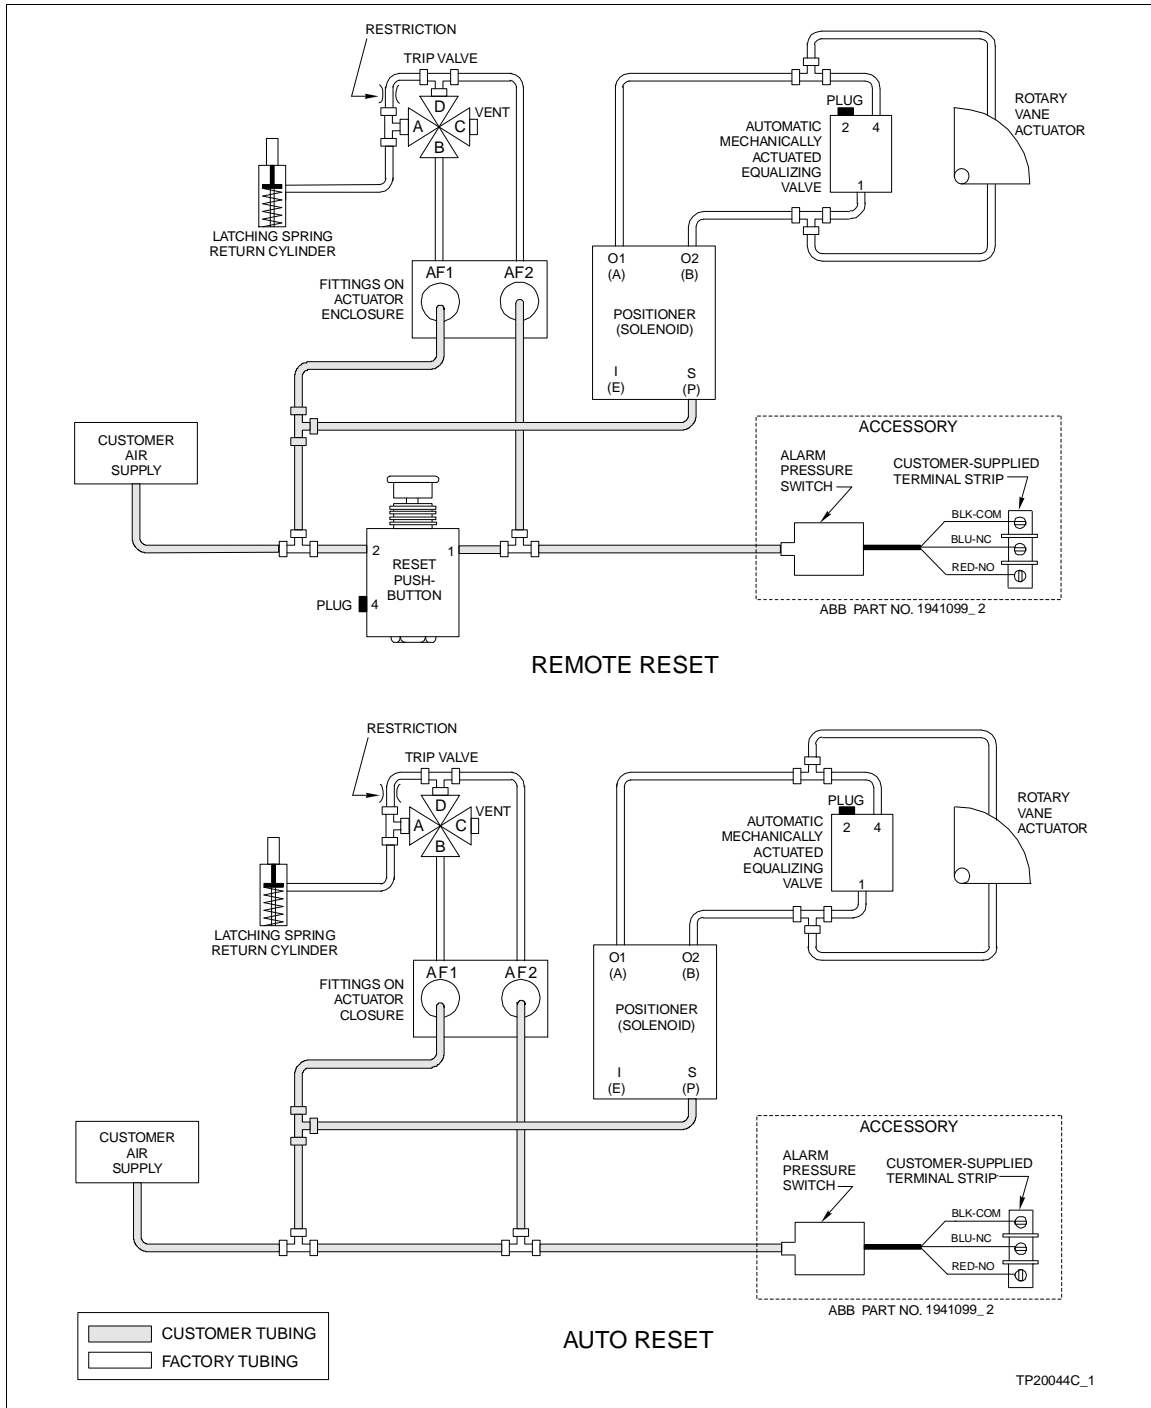 RESTRICTION
TRIP VALVE
D
A
C
B
VENT
LATCHING SPRING
RETURN CYLINDER
AF1
AF2
FITTINGS ON
ACTUATOR
ENCLOSURE
PLUG
2
4
1
AUTOMATIC
MECHANICALLY
ACTUATED
EQUALIZING
VALVE
ROTARY
VANE
ACTUATOR
O1
(A)
O2
(B)
POSITIONER
(SOLENOID)
I
(E)
S
(P)
CUSTOMER
AIR
SUPPLY
2
1
RESET
PUSH-
BUTTON
PLUG
4
ACCESSORY
ALARM
PRESSURE
SWITCH
CUSTOMER-SUPPLIED
TERMINAL STRIP
BLK-COM
BLU-NC
RED-NO
ABB PART NO. 1941099_2
REMOTE RESET
RESTRICTION
TRIP VALVE
D
A
C
B
VENT
LATCHING SPRING
RETURN CYLINDER
AF1
AF2
FITTINGS ON
ACTUATOR
CLOSURE
PLUG
2
4
1
AUTOMATIC
MECHANICALLY
ACTUATED
EQUALIZING
VALVE
ROTARY
VANE
ACTUATOR
O1
(A)
O2
(B)
POSITIONER
(SOLENOID)
I
(E)
S
(P)
CUSTOMER
AIR
SUPPLY
ACCESSORY
ALARM
PRESSURE
SWITCH
CUSTOMER-SUPPLIED
TERMINAL STRIP
BLK-COM
BLU-NC
RED-NO
ABB PART NO. 1941099_2
AUTO RESET
CUSTOMER TUBING
FACTORY TUBING
TP20044C_1